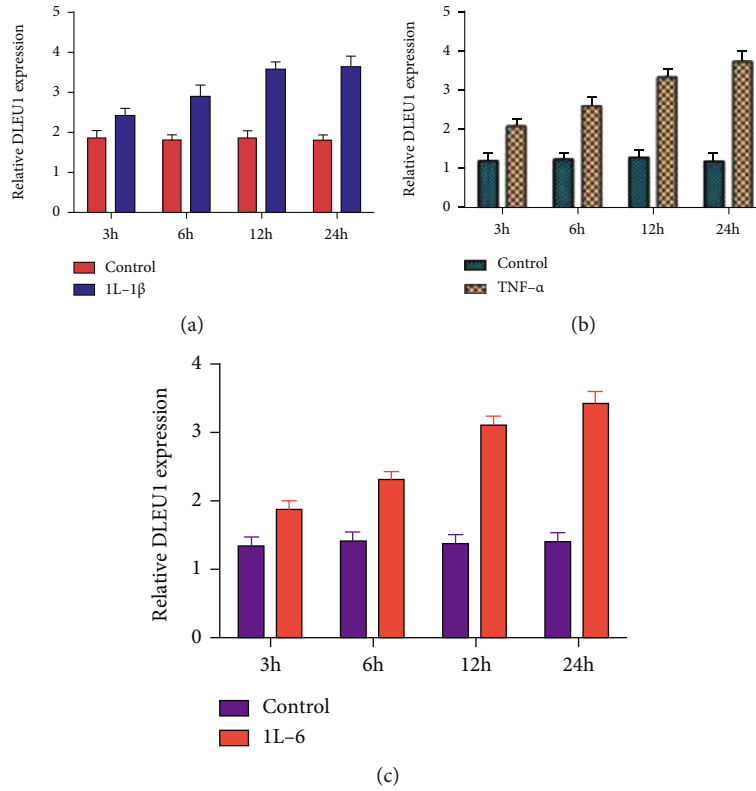 Relative DLEU1 expression
5
4
3
2
1
0
3h 6h 12h 24h
Control
1L–1β
(a)
Relative DLEU1 expression
5
4
3
2
1
0
3h 6h 12h 24h
Control
TNF–α
(b)
Relative DLEU1 expression
4
3
2
1
0
3h 6h 12h 24h
Control
1L–6
(c)